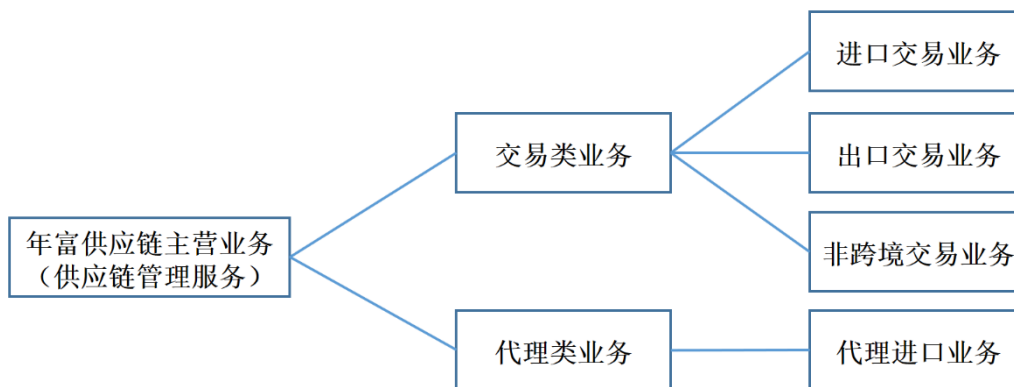 进口交易业务
交易类业务
出口交易业务
年富供应链主营业务
（供应链管理服务）
非跨境交易业务
代理类业务
代理进口业务